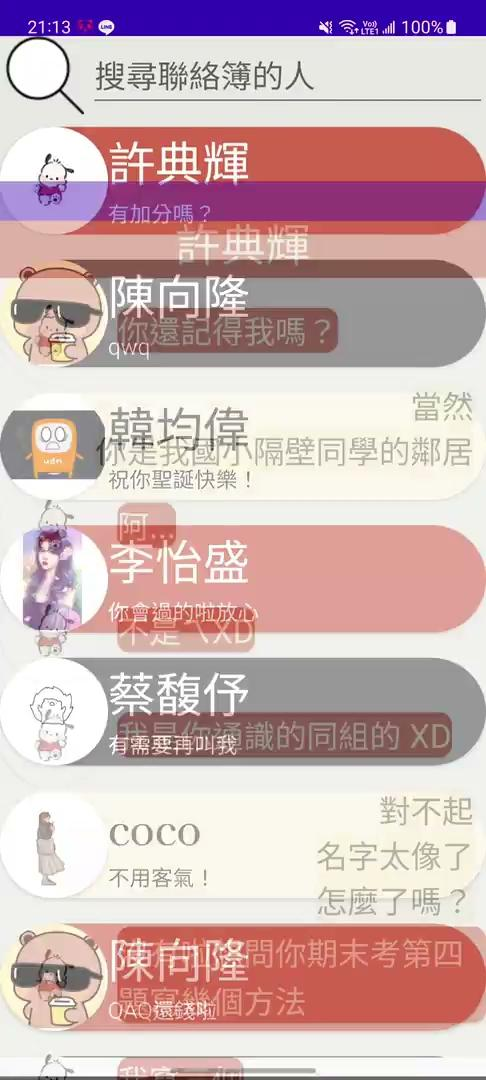 21:13
Vo)) LTE1 100%
搜尋聯絡簿的人
許典輝
有加分嗎？
許典輝
陳向隆
你還記得我嗎？
qwq
當然
韓均偉
你是我國小隔壁同學的鄰居
祝你聖誕快樂！
udn
阿...
李怡盛
你會過的啦放心
不是ㄟXD
蔡馥伃
我是你通識的同組的 XD
有需要再叫我
對不起
coco
名字太像了
不用客氣！
怎麼了嗎？
陳向隆
問你期末考第四
題寫幾個方法
QAQ還錢啦